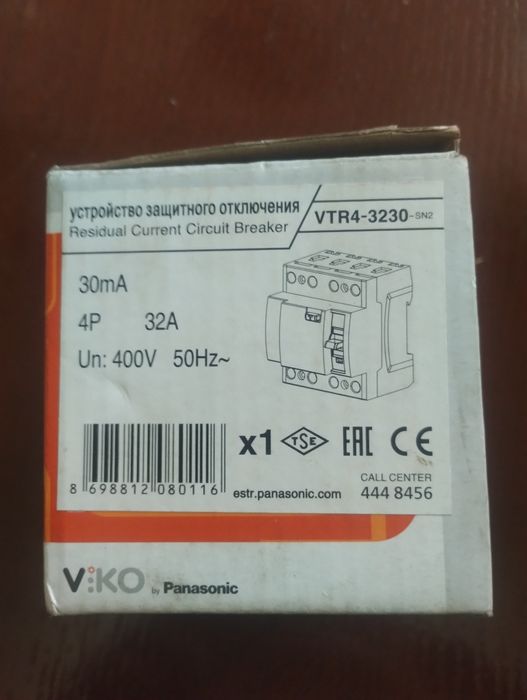 устройство защитного отключения
Residual Current Circuit Breaker
VTR4-3230-SN2
30mA
4P 32A
Un: 400V 50Hz~
8 698812 080116
x1 TSE EAC CE
estr.panasonic.com
CALL CENTER
444 8456
ViKO by Panasonic